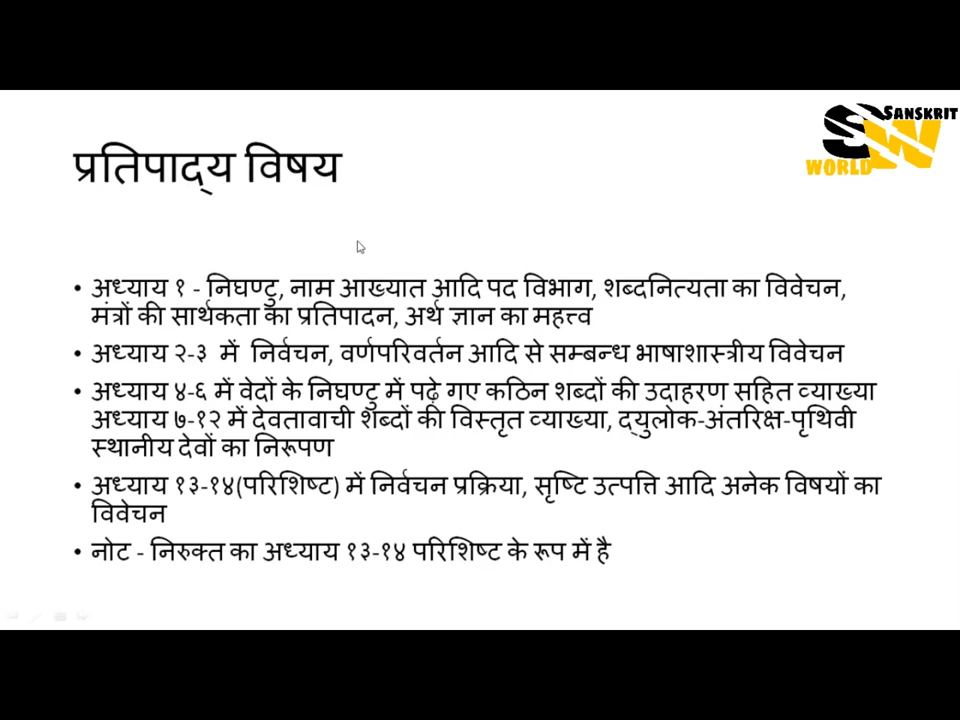 SANSKRIT
SW
WORLD
प्रतिपाद्य विषय
• अध्याय १ - निघण्टु, नाम आख्यात आदि पद विभाग, शब्दनित्यता का विवेचन,
मंत्रों की सार्थकता का प्रतिपादन, अर्थ ज्ञान का महत्त्व
• अध्याय २-३ में निर्वचन, वर्णपरिवर्तन आदि से सम्बन्ध भाषाशास्त्रीय विवेचन
• अध्याय ४-६ में वेदों के निघण्टु में पढ़े गए कठिन शब्दों की उदाहरण सहित व्याख्या
अध्याय ७-१२ में देवतावाची शब्दों की विस्तृत व्याख्या, द्युलोक-अंतरिक्ष-पृथिवी
स्थानीय देवों का निरूपण
• अध्याय १३-१४(परिशिष्ट) में निर्वचन प्रक्रिया, सृष्टि उत्पत्ति आदि अनेक विषयों का
विवेचन
• नोट - निरुक्त का अध्याय १३-१४ परिशिष्ट के रूप में है